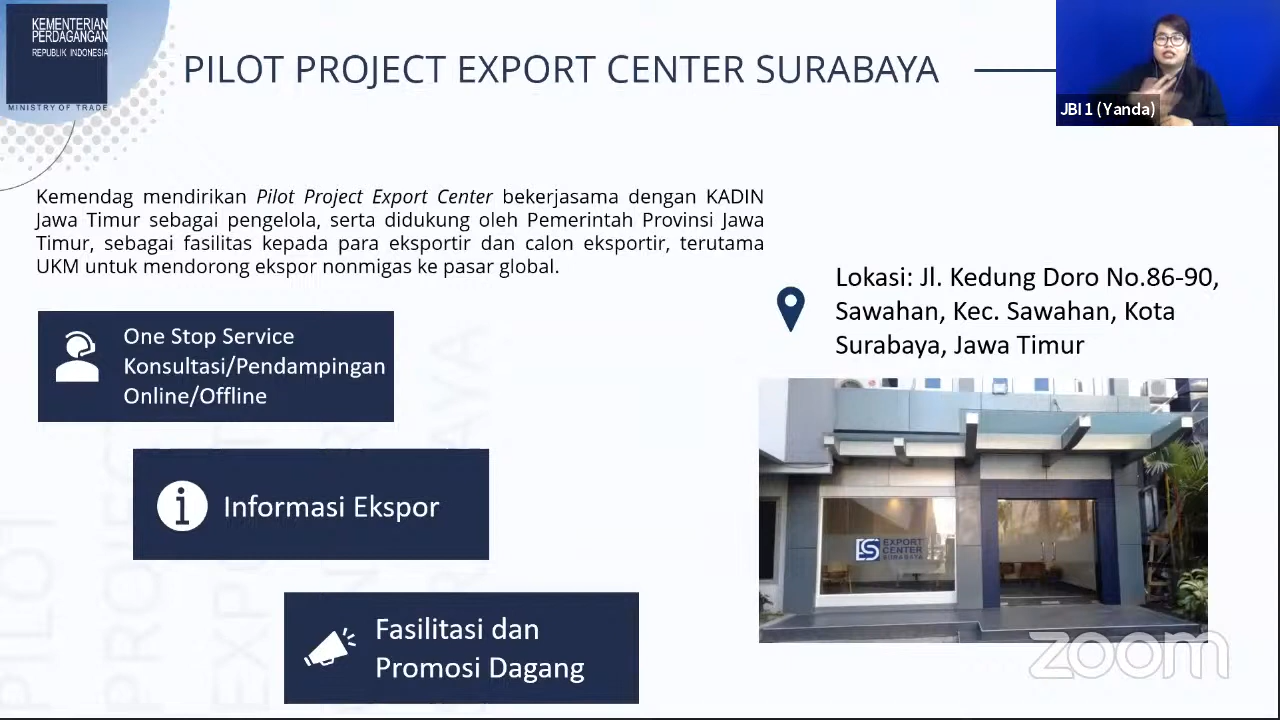 KEMENTERIAN
PERDAGANGAN
REPUBLIK INDONESIA
MINISTRY OF TRADE
PILOT PROJECT EXPORT CENTER SURABAYA
JBI 1 (Yanda)
Kemendag mendirikan Pilot Project Export Center bekerjasama dengan KADIN
Jawa Timur sebagai pengelola, serta didukung oleh Pemerintah Provinsi Jawa
Timur, sebagai fasilitas kepada para eksportir dan calon eksportir, terutama
UKM untuk mendorong ekspor nonmigas ke pasar global.
One Stop Service
Konsultasi/Pendampingan
Online/Offline
Informasi Ekspor
Fasilitasi dan
Promosi Dagang
Lokasi: Jl. Kedung Doro No.86-90,
Sawahan, Kec. Sawahan, Kota
Surabaya, Jawa Timur
EXPORT
CENTER
SURABAYA
zoom